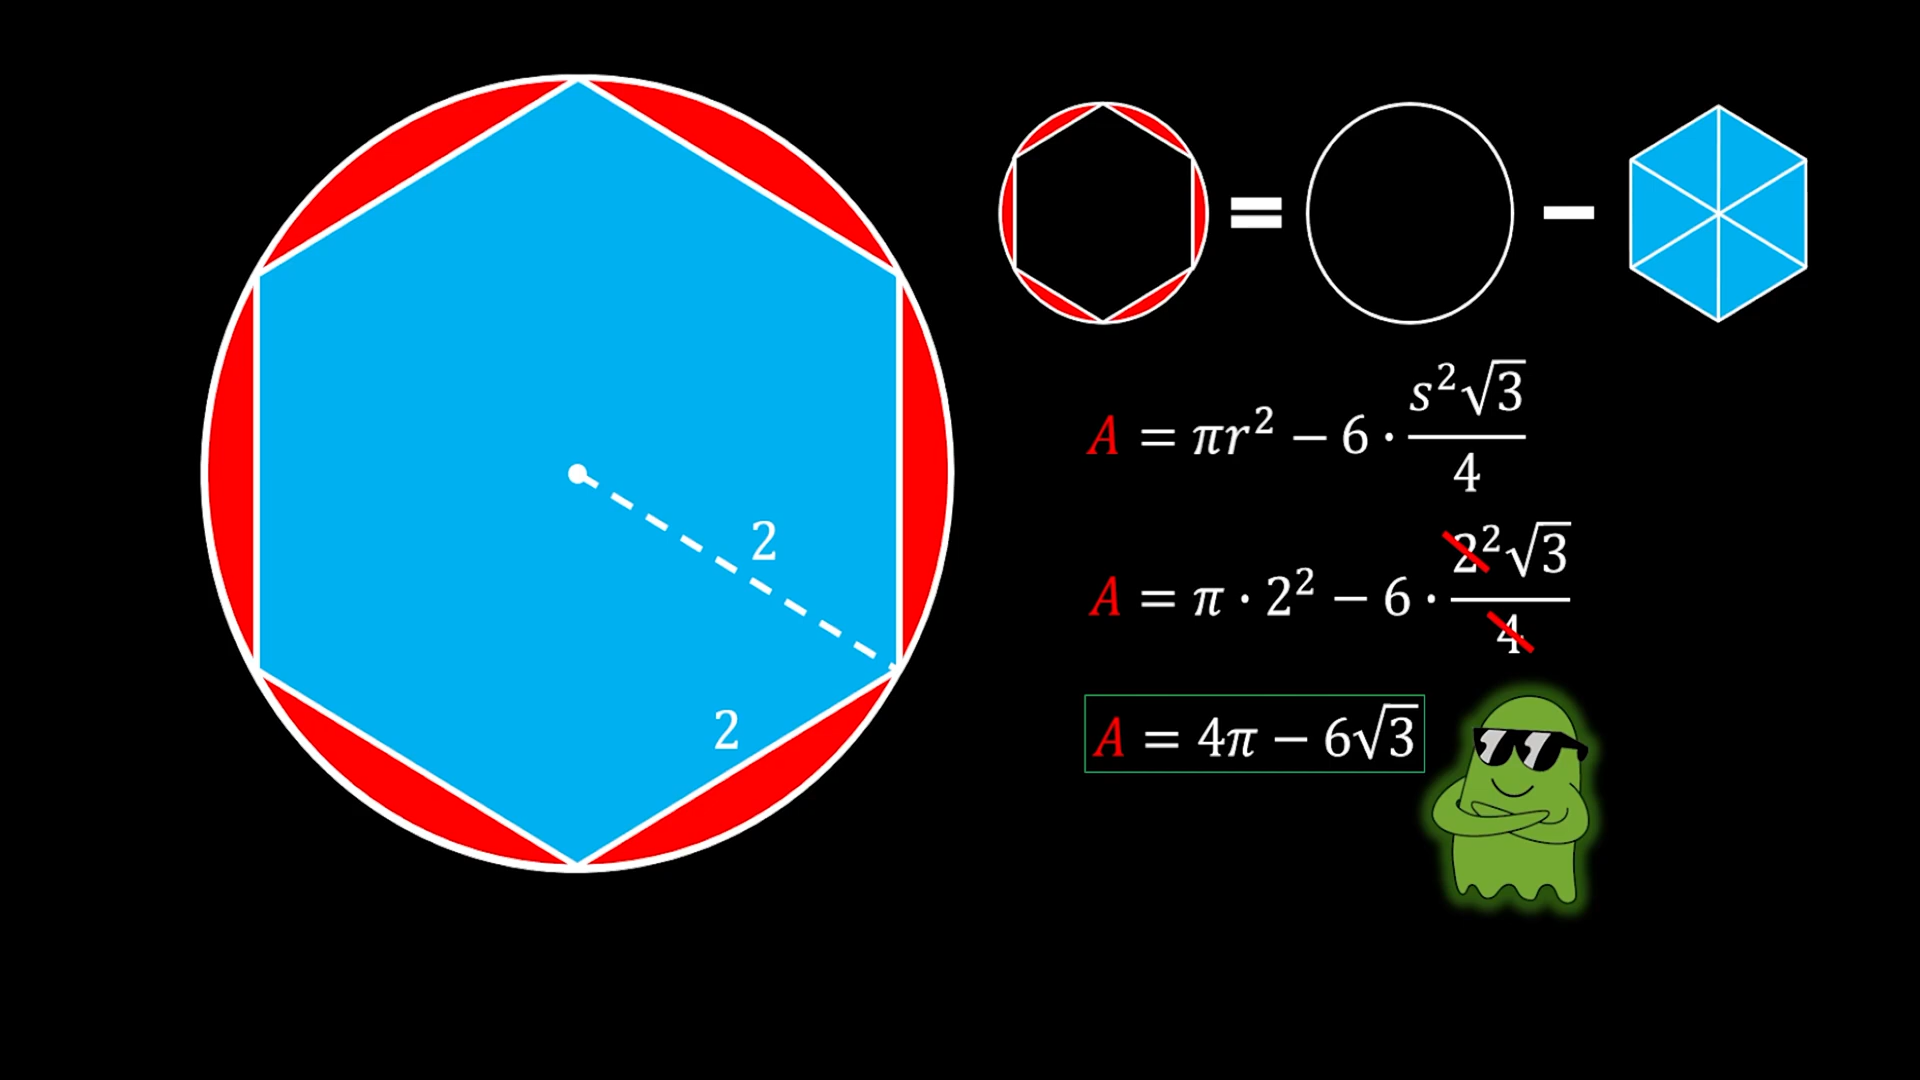 2
2
= −
A = πr² − 6 · s²√3/4
A = π · 2² − 6 · 2²√3/4
A = 4π − 6√3